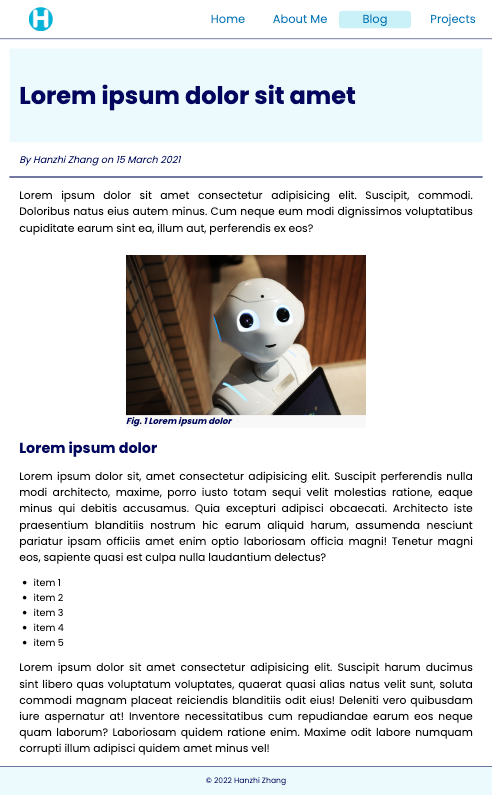 H
Home About Me Blog Projects
Lorem ipsum dolor sit amet
By Hanzhi Zhang on 15 March 2021
Lorem ipsum dolor sit amet consectetur adipisicing elit. Suscipit, commodi.
Doloribus natus eius autem minus. Cum neque eum modi dignissimos voluptatibus
cupiditate earum sint ea, illum aut, perferendis ex eos?
Fig. 1 Lorem ipsum dolor
Lorem ipsum dolor
Lorem ipsum dolor sit, amet consectetur adipisicing elit. Suscipit perferendis nulla
modi architecto, maxime, porro iusto totam sequi velit molestias ratione, eaque
minus qui debitis accusamus. Quia excepturi adipisci obcaecati. Architecto iste
praesentium blanditiis nostrum hic earum aliquid harum, assumenda nesciunt
pariatur ipsam officiis amet enim optio laboriosam officia magni! Tenetur magni
eos, sapiente quasi est culpa nulla laudantium delectus?
• item 1
• item 2
• item 3
• item 4
• item 5
Lorem ipsum dolor sit amet consectetur adipisicing elit. Suscipit harum ducimus
sint libero quas voluptatum voluptates, quaerat quasi alias natus velit sunt, soluta
commodi magnam placeat reiciendis blanditiis odit eius! Deleniti vero quibusdam
iure aspernatur at! Inventore necessitatibus cum repudiandae earum eos neque
quam laborum? Laboriosam quidem ratione enim. Maxime odit labore numquam
corrupti illum adipisci quidem amet minus vel!
© 2022 Hanzhi Zhang